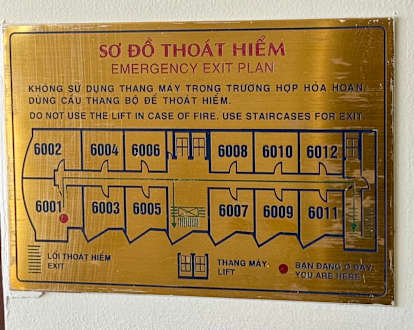 SƠ ĐỒ THOÁT HIỂM
EMERGENCY EXIT PLAN
KHÔNG SỬ DỤNG THANG MÁY TRONG TRƯỜNG HỢP HỎA HOẠN.
DÙNG CẦU THANG BỘ ĐỂ THOÁT HIỂM.
DO NOT USE THE LIFT IN CASE OF FIRE. USE STAIRCASES FOR EXIT
6002 6004 6006 6008 6010 6012
6001 6003 6005 6007 6009 6011
LỐI THOÁT HIỂM
EXIT
THANG MÁY
LIFT
BẠN ĐANG Ở ĐÂY
YOU ARE HERE